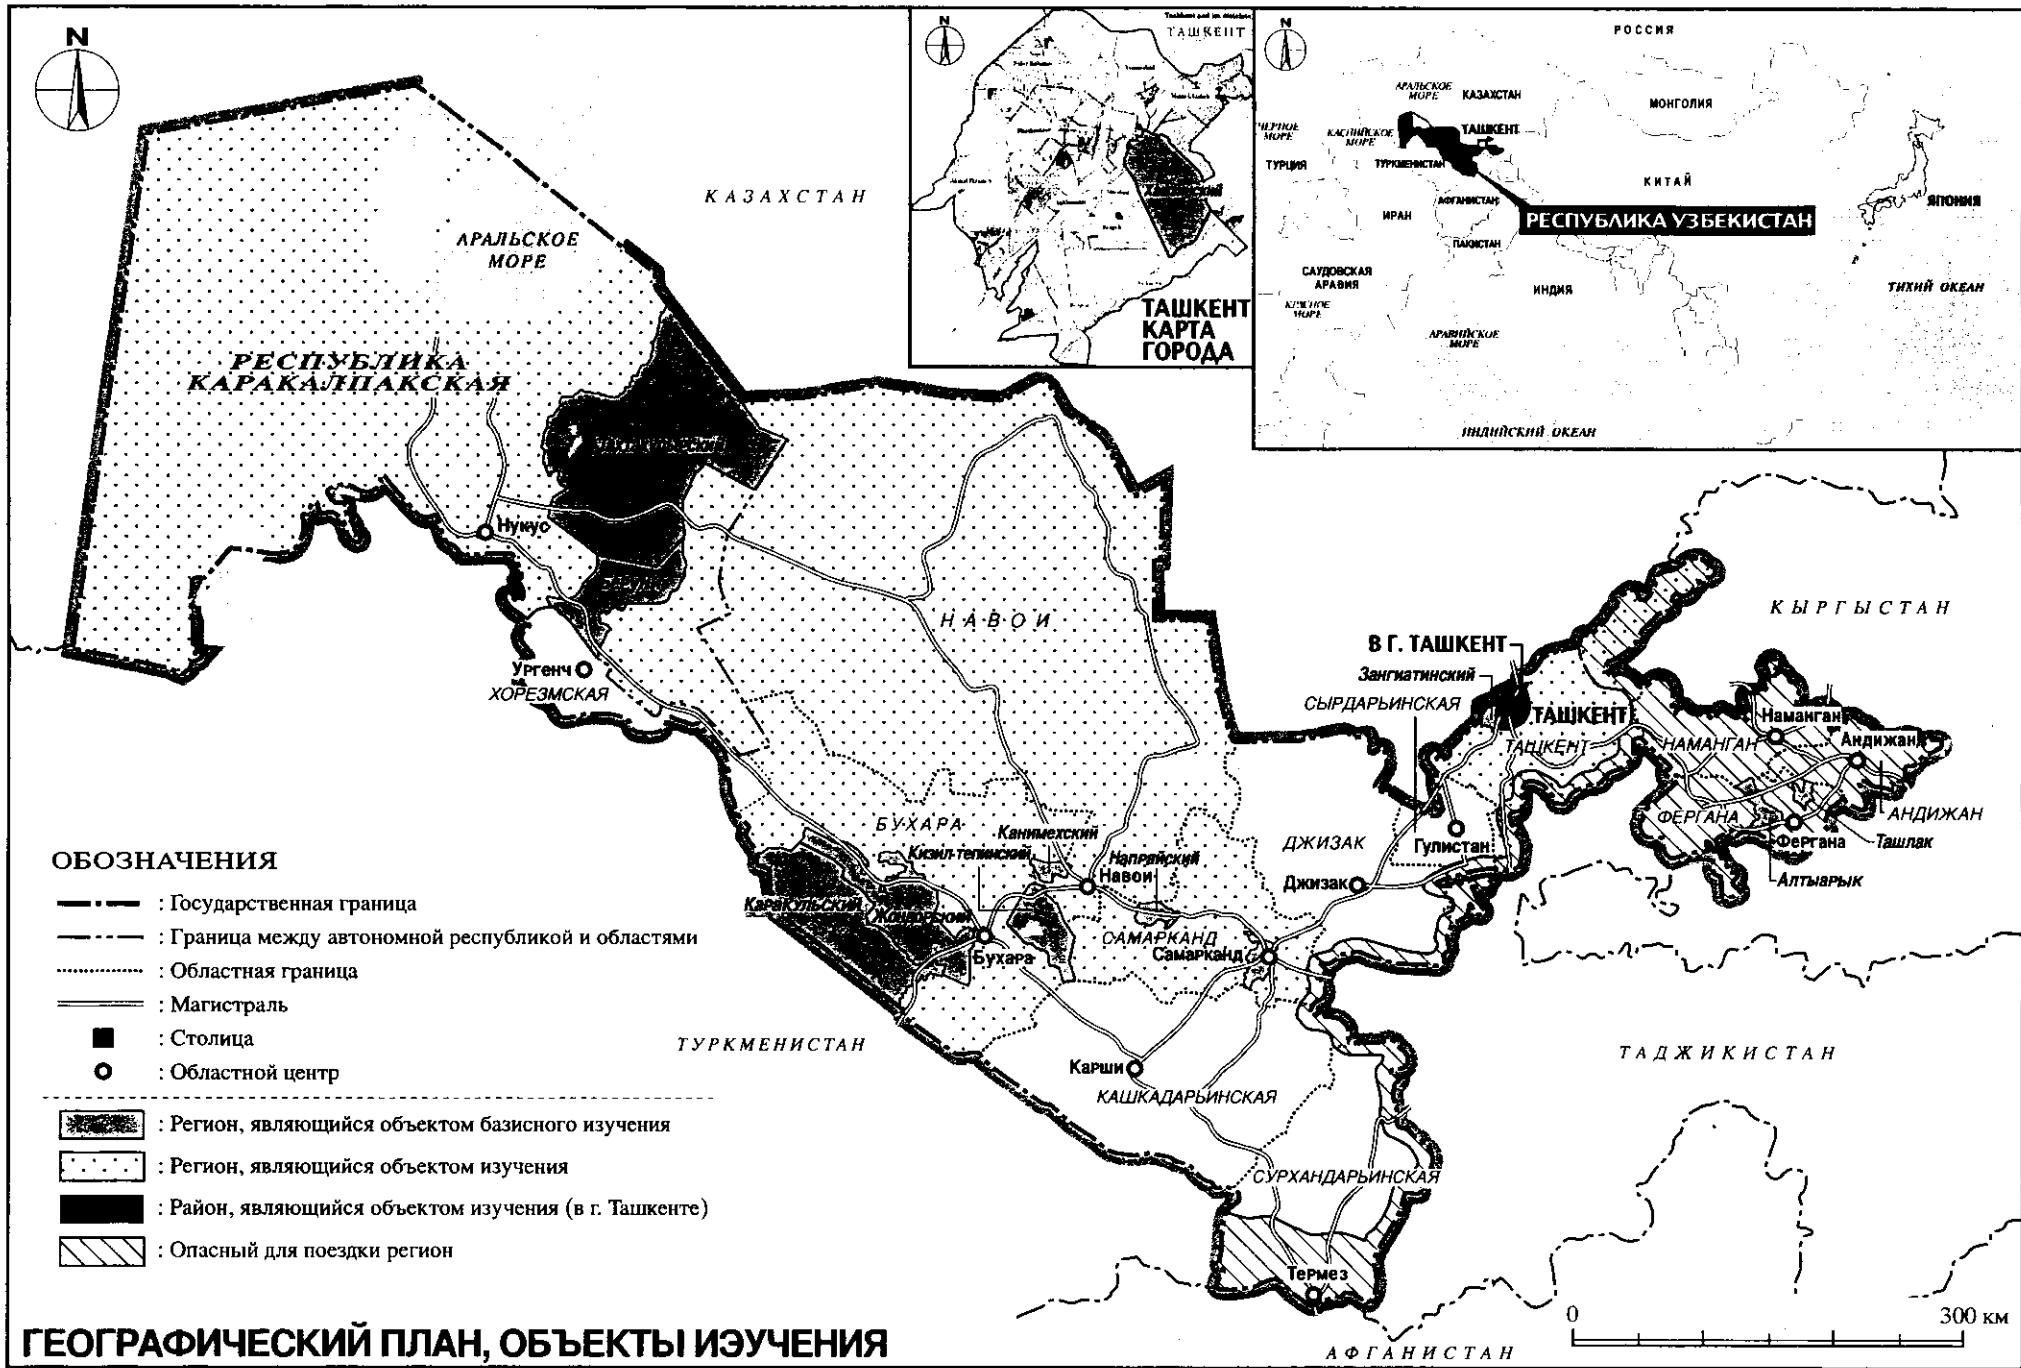 N
КАЗАХСТАН
АРАЛЬСКОЕ
МОРЕ
РЕСПУБЛИКА
КАРАКАЛПАКСКАЯ
Нукус
Ургенч
ХОРЕЗМСКАЯ
НАВОИ
БУХАРА
Канимехский
Кизил-тепинский
Навои
Каракульский
Жондорский
Бухара
САМАРКАНД
Самарканд
ДЖИЗАК
Джизак
Гулистан
Карши
КАШКАДАРЬИНСКАЯ
СУРХАНДАРЬИНСКАЯ
Термез
ТУРКМЕНИСТАН
АФГАНИСТАН
ТАДЖИКИСТАН
КЫРГЫСТАН
В Г. ТАШКЕНТ
Зангиатинский
СЫРДАРЬИНСКАЯ
ТАШКЕНТ
ТАШКЕНТ
НАМАНГАН
Наманган
Андижан
АНДИЖАН
ФЕРГАНА
Фергана
Ташлак
Алтыарык
N
ТАШКЕНТ
ТАШКЕНТ
КАРТА
ГОРОДА
N
РОССИЯ
АРАЛЬСКОЕ
МОРЕ
КАЗАХСТАН
МОНГОЛИЯ
ЧЕРНОЕ
МОРЕ
КАСПИЙСКОЕ
МОРЕ
ТАШКЕНТ
ТУРЦИЯ
ТУРКМЕНИСТАН
КИТАЙ
ЯПОНИЯ
ИРАН
АФГАНИСТАН
РЕСПУБЛИКА УЗБЕКИСТАН
ПАКИСТАН
САУДОВСКАЯ
АРАВИЯ
ИНДИЯ
ТИХИЙ ОКЕАН
КРАСНОЕ
МОРЕ
АРАВИЙСКОЕ
МОРЕ
ИНДИЙСКИЙ ОКЕАН
ОБОЗНАЧЕНИЯ
: Государственная граница
: Граница между автономной республикой и областями
: Областная граница
: Магистраль
: Столица
: Областной центр
: Регион, являющийся объектом базисного изучения
: Регион, являющийся объектом изучения
: Район, являющийся объектом изучения (в г. Ташкенте)
: Опасный для поездки регион
0
300 км
ГЕОГРАФИЧЕСКИЙ ПЛАН, ОБЪЕКТЫ ИЭУЧЕНИЯ